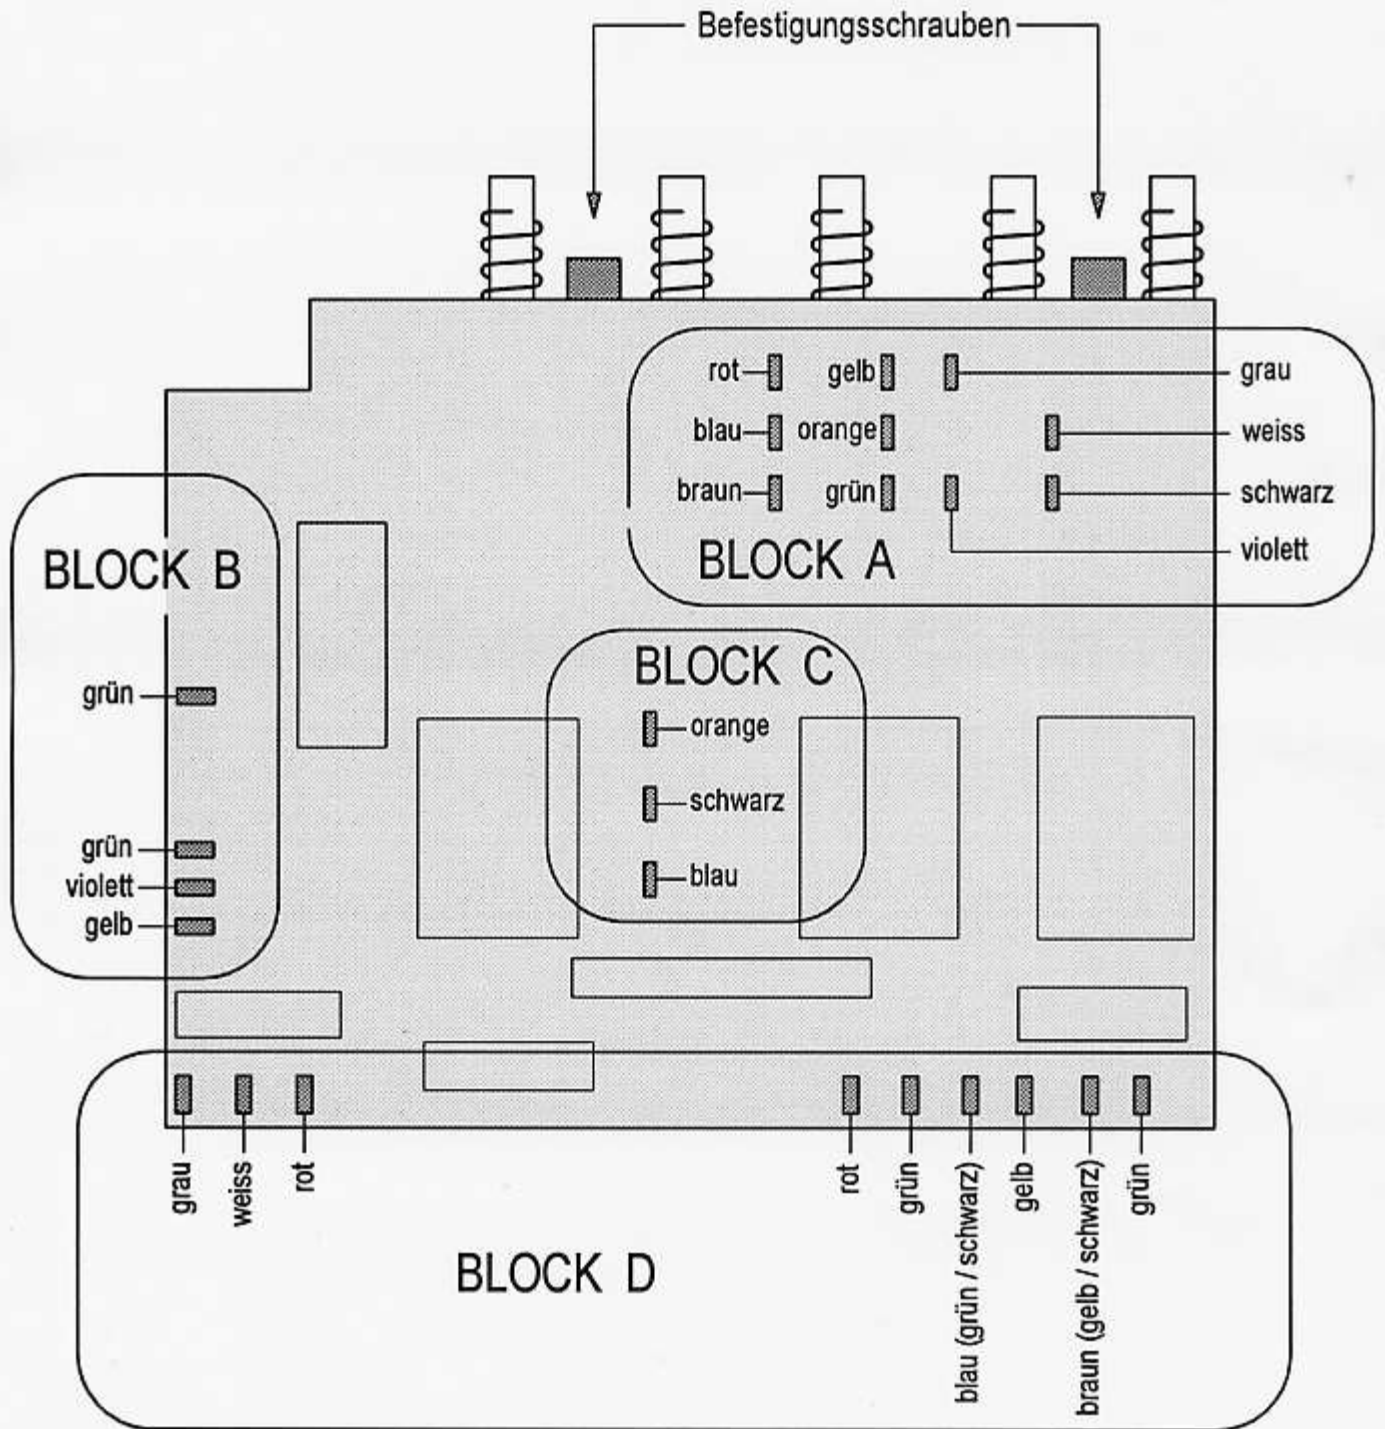 Befestigungsschrauben
rot gelb grau
blau orange weiss
braun grün schwarz
BLOCK A violett
BLOCK B
grün
grün
violett
gelb
BLOCK C
orange
schwarz
blau
grau
weiss
rot
rot
grün
blau (grün / schwarz)
gelb
braun (gelb / schwarz)
grün
BLOCK D